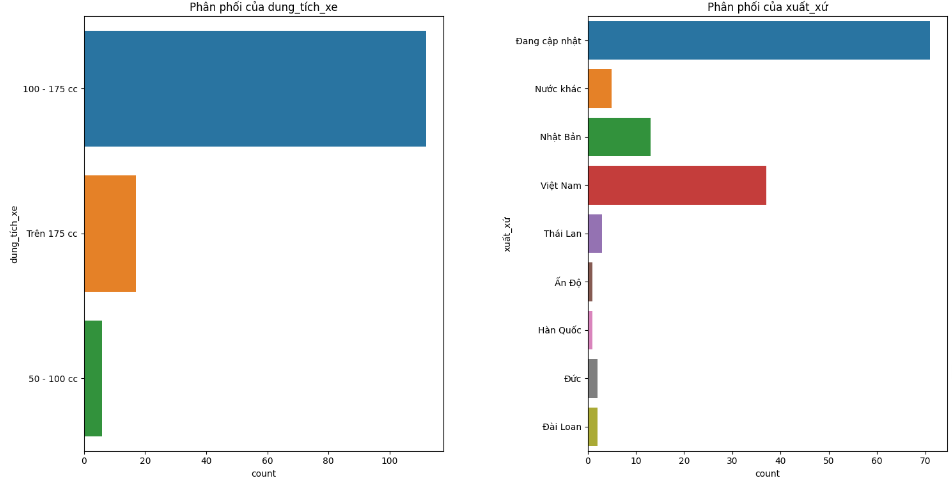 Phân phối của dung_tích_xe
100 - 175 cc
Trên 175 cc
50 - 100 cc
dung_tích_xe
0 20 40 60 80 100
count
Phân phối của xuất_xứ
Đang cập nhật
Nước khác
Nhật Bản
Việt Nam
Thái Lan
Ấn Độ
Hàn Quốc
Đức
Đài Loan
xuất_xứ
0 10 20 30 40 50 60 70
count